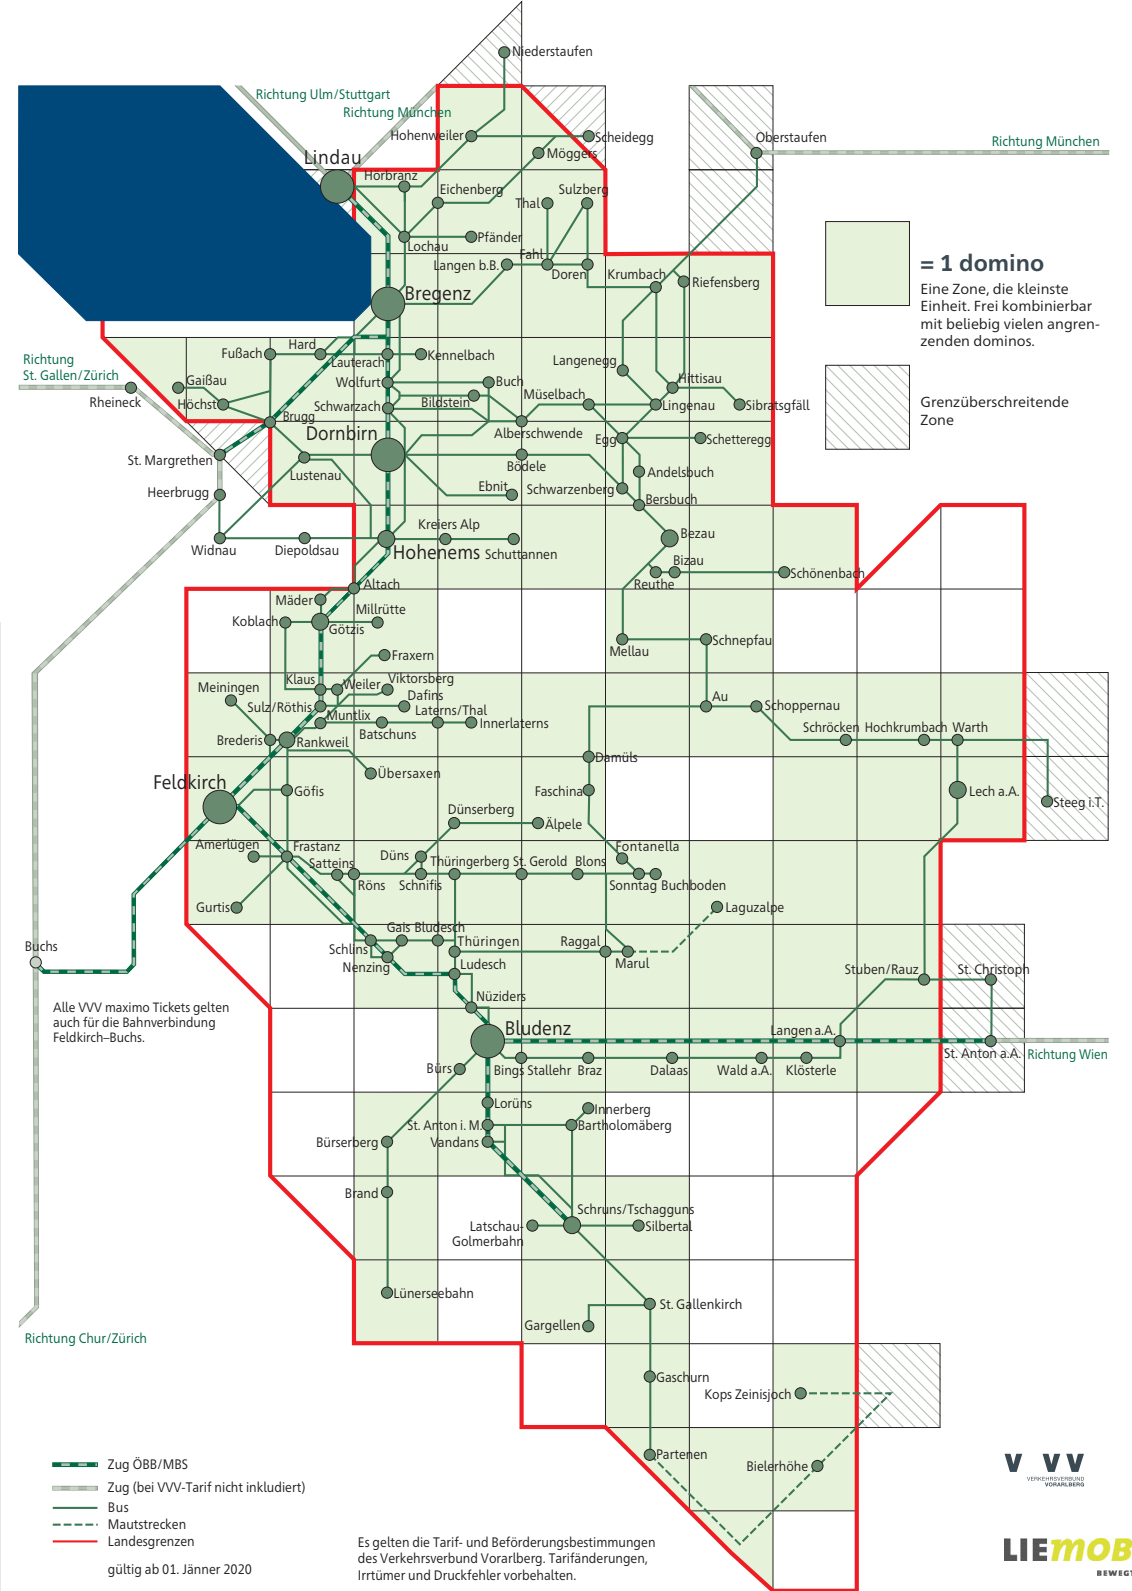 Niederstaufen
Richtung Ulm/Stuttgart
Richtung München
Hohenweiler
Scheidegg
Möggers
Oberstaufen
Richtung München
Lindau
Hörbranz
Eichenberg
Sulzberg
Thal
Lochau
Pfänder
Fahl
Langen b.B.
Doren
Krumbach
Riefensberg
Bregenz
= 1 domino
Eine Zone, die kleinste
Einheit. Frei kombinierbar
mit beliebig vielen angren-
zenden dominos.
Richtung
St. Gallen/Zürich
Fußach
Hard
Lauterach
Kennelbach
Langenegg
Gaißau
Rheineck
Höchst
Wolfurt
Buch
Bildstein
Müselbach
Hittisau
Lingenau
Sibratsgfäll
Schwarzach
Brugg
Grenzüberschreitende
Zone
Dornbirn
Alberschwende
Egg
Schetteregg
St. Margrethen
Lustenau
Bödele
Andelsbuch
Heerbrugg
Ebnit
Schwarzenberg
Bersbuch
Widnau
Diepoldsau
Hohenems
Kreiers Alp
Schuttannen
Bezau
Bizau
Reuthe
Schönenbach
Altach
Mäder
Millrütte
Koblach
Götzis
Fraxern
Mellau
Schnepfau
Klaus
Weiler
Viktorsberg
Meiningen
Sulz/Röthis
Dafins
Muntlix
Laterns/Thal
Batschuns
Innerlaterns
Au
Schoppernau
Schröcken
Hochkrumbach
Warth
Brederis
Rankweil
Übersaxen
Damüls
Feldkirch
Göfis
Faschina
Lech a.A.
Steeg i.T.
Dünserberg
Älpele
Amerlügen
Frastanz
Satteins
Düns
Thüringerberg
St. Gerold
Blons
Fontanella
Röns
Schnifis
Sonntag
Buchboden
Gurtis
Laguzalpe
Gais
Bludesch
Buchs
Schlins
Nenzing
Thüringen
Raggal
Marul
Ludesch
Stuben/Rauz
St. Christoph
Alle VVV maximo Tickets gelten
auch für die Bahnverbindung
Feldkirch–Buchs.
Nüziders
Bludenz
Langen a.A.
St. Anton a.A.
Richtung Wien
Bürs
Bings
Stallehr
Braz
Dalaas
Wald a.A.
Klösterle
Lorüns
Innerberg
St. Anton i. M.
Bartholomäberg
Bürserberg
Vandans
Brand
Schruns/Tschagguns
Latschau-
Golmerbahn
Silbertal
Lünerseebahn
St. Gallenkirch
Gargellen
Richtung Chur/Zürich
Gaschurn
Kops Zeinisjoch
Partenen
Bielerhöhe
Zug ÖBB/MBS
Zug (bei VVV-Tarif nicht inkludiert)
Bus
Mautstrecken
Landesgrenzen
gültig ab 01. Jänner 2020
Es gelten die Tarif- und Beförderungsbestimmungen
des Verkehrsverbund Vorarlberg. Tarifänderungen,
Irrtümer und Druckfehler vorbehalten.
V VV
VERKEHRSVERBUND
VORARLBERG
LIEMOB
BEWEGT